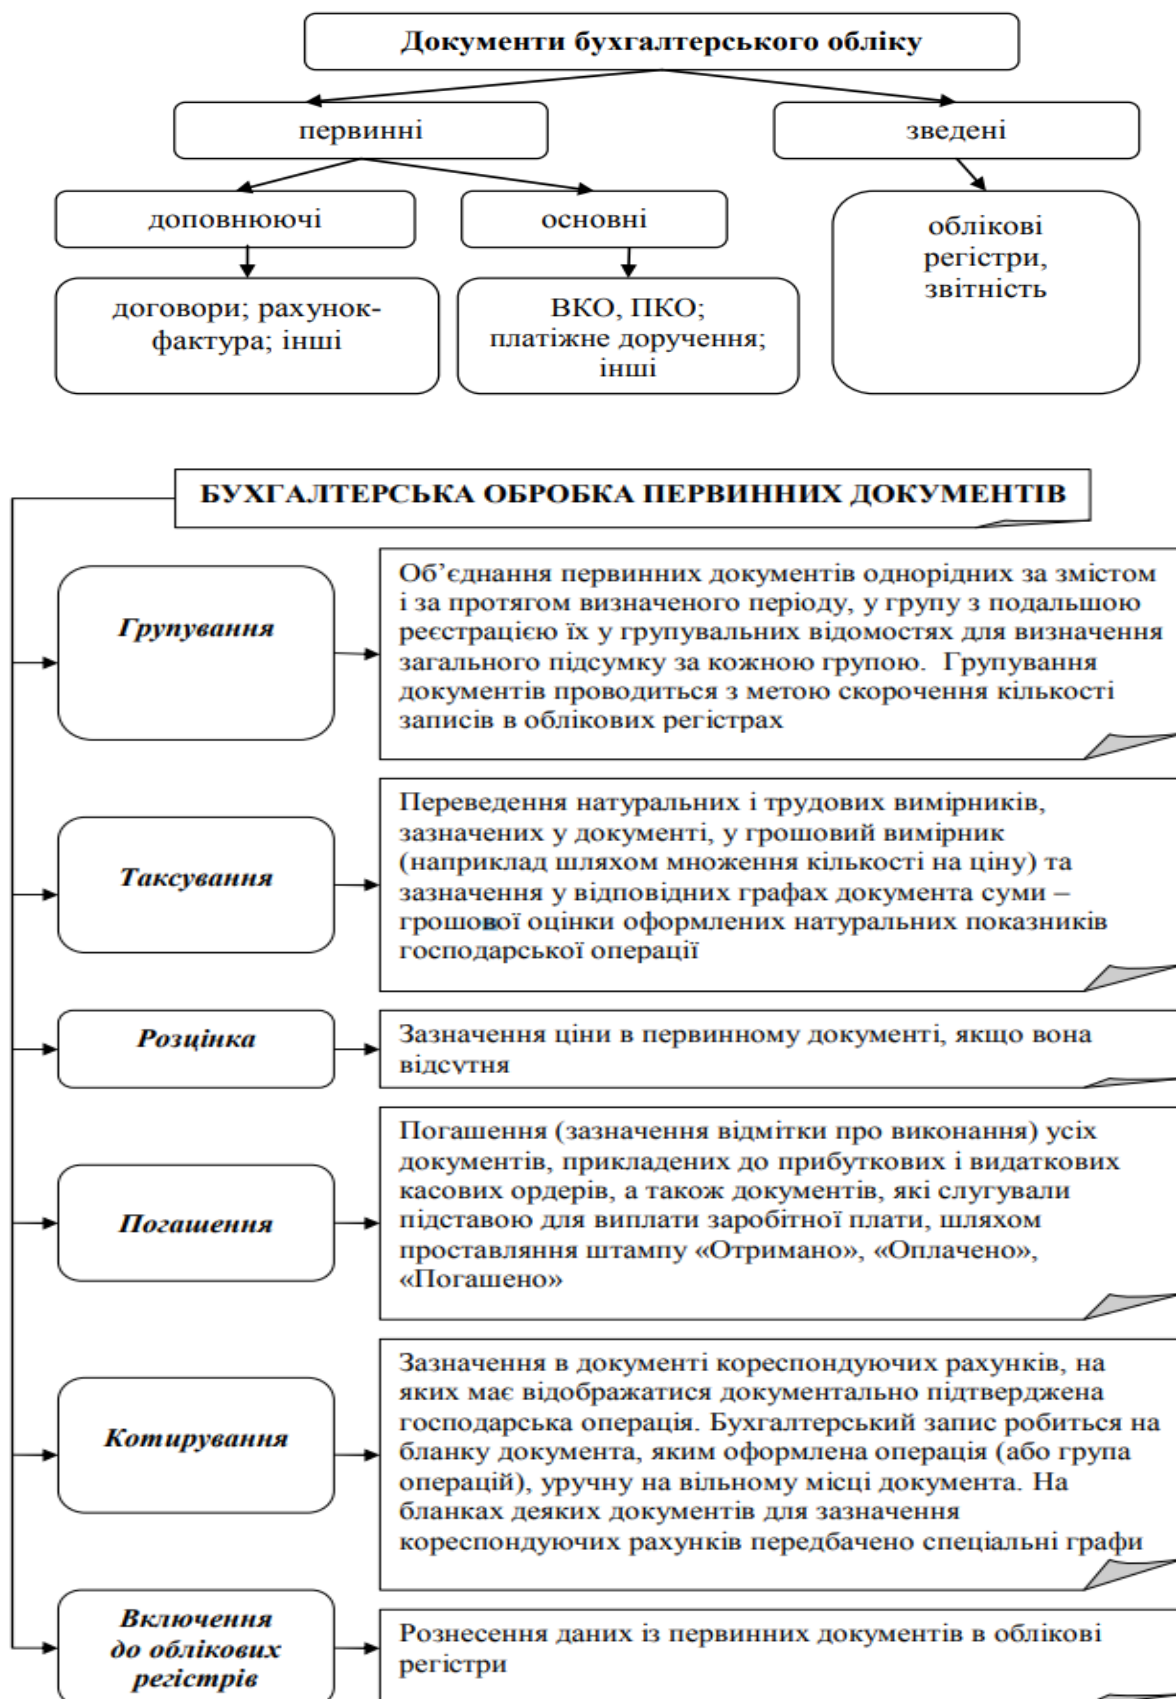 Документи бухгалтерського обліку
первинні
зведені
доповнюючі
основні
облікові
регістри,
звітність
договори; рахунок-
фактура; інші
ВКО, ПКО;
платіжне доручення;
інші
БУХГАЛТЕРСЬКА ОБРОБКА ПЕРВИННИХ ДОКУМЕНТІВ
Групування
Об’єднання первинних документів однорідних за змістом
і за протягом визначеного періоду, у групу з подальшою
реєстрацією їх у групувальних відомостях для визначення
загального підсумку за кожною групою. Групування
документів проводиться з метою скорочення кількості
записів в облікових регістрах
Таксування
Переведення натуральних і трудових вимірників,
зазначених у документі, у грошовий вимірник
(наприклад шляхом множення кількості на ціну) та
зазначення у відповідних графах документа суми –
грошової оцінки оформлених натуральних показників
господарської операції
Розцінка
Зазначення ціни в первинному документі, якщо вона
відсутня
Погашення
Погашення (зазначення відмітки про виконання) усіх
документів, прикладених до прибуткових і видаткових
касових ордерів, а також документів, які слугували
підставою для виплати заробітної плати, шляхом
проставляння штампу «Отримано», «Оплачено»,
«Погашено»
Котирування
Зазначення в документі кореспондуючих рахунків, на
яких має відображатися документально підтверджена
господарська операція. Бухгалтерський запис робиться на
бланку документа, яким оформлена операція (або група
операцій), уручну на вільному місці документа. На
бланках деяких документів для зазначення
кореспондуючих рахунків передбачено спеціальні графи
Включення
до облікових
регістрів
Рознесення даних із первинних документів в облікові
регістри